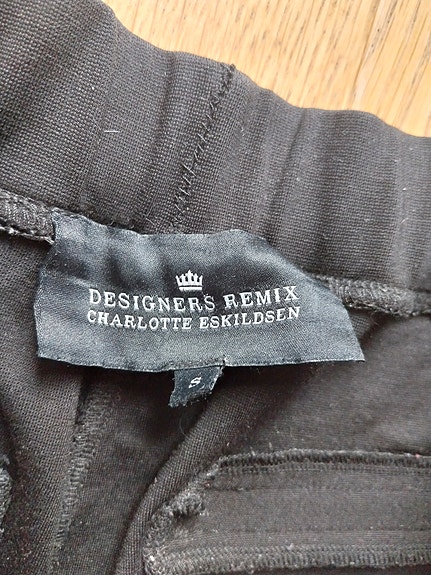 DESIGNERS REMIX
CHARLOTTE ESKILDSEN
S